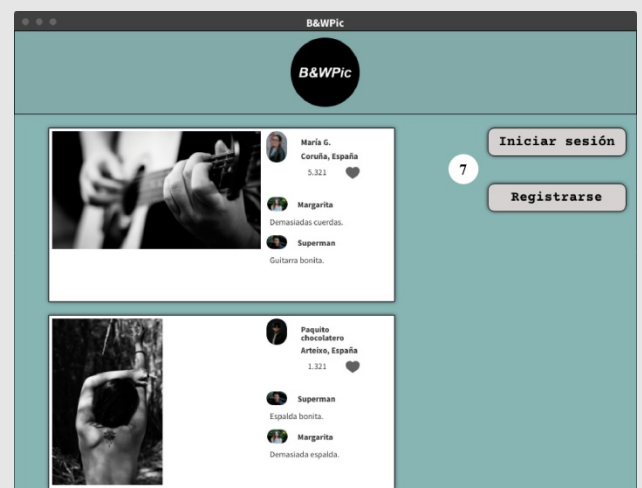 B&WPic
B&WPic
María G.
Coruña, España
5.321
Margarita
Demasiadas cuerdas.
Superman
Guitarra bonita.
Iniciar sesión
7
Registrarse
Paquito
chocolatero
Arteixo, España
1.321
Superman
Espalda bonita.
Margarita
Demasiada espalda.